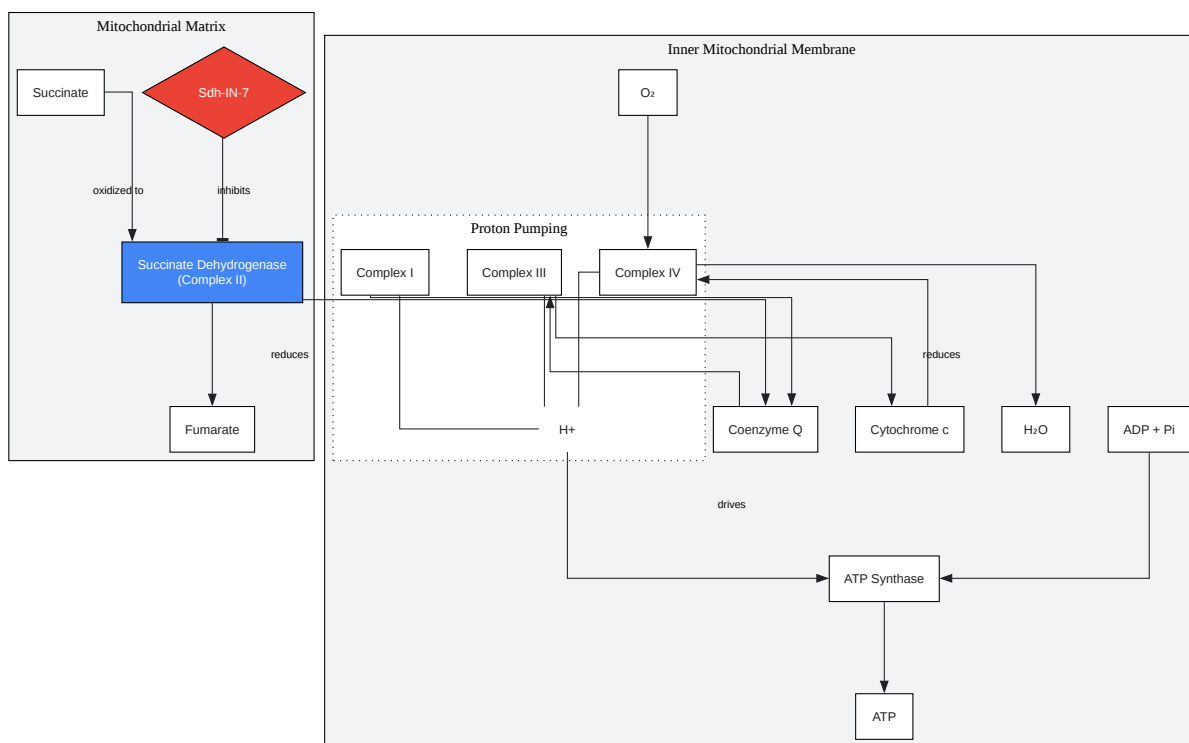 Mitochondrial Matrix
Inner Mitochondrial Membrane
Succinate
Sdh-IN-7
O₂
oxidized to
inhibits
Proton Pumping
Succinate Dehydrogenase
(Complex II)
Complex I
Complex III
Complex IV
reduces
reduces
Fumarate
H+
Coenzyme Q
Cytochrome c
H₂O
ADP + Pi
drives
ATP Synthase
ATP